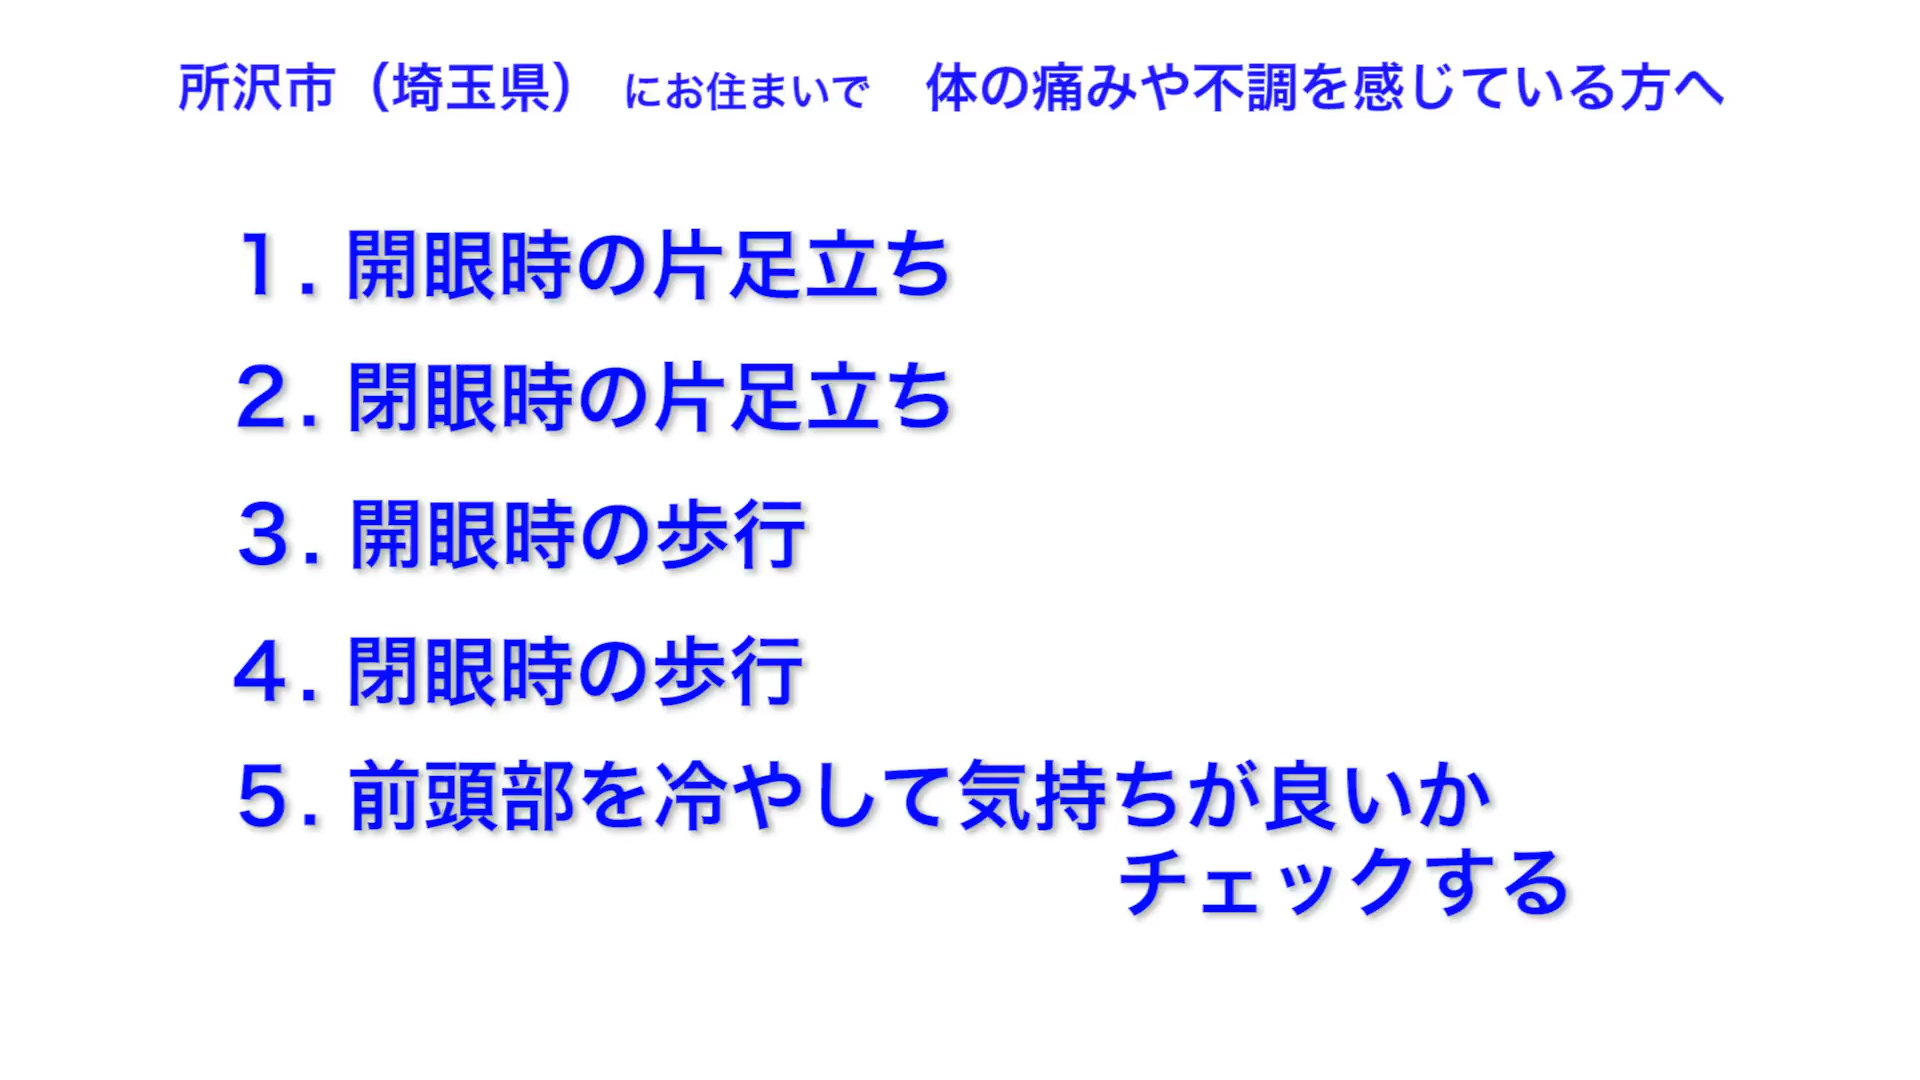 所沢市（埼玉県） にお住まいで　体の痛みや不調を感じている方へ
１. 開眼時の片足立ち
２. 閉眼時の片足立ち
３. 開眼時の歩行
４. 閉眼時の歩行
５. 前頭部を冷やして気持ちが良いか
チェックする